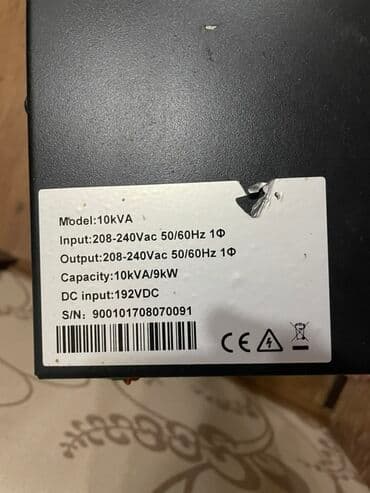 Model:10kVA
Input:208-240Vac 50/60Hz 1Φ
Output:208-240Vac 50/60Hz 1Φ
Capacity:10kVA/9kW
DC input:192VDC
S/N: 900101708070091
CE